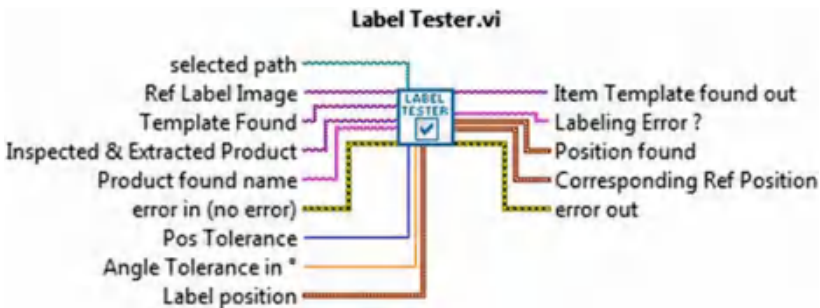 Label Tester.vi
selected path
Ref Label Image
Template Found
Inspected & Extracted Product
Product found name
error in (no error)
Pos Tolerance
Angle Tolerance in °
Label position
LABEL
TESTER
Item Template found out
Labeling Error ?
Position found
Corresponding Ref Position
error out